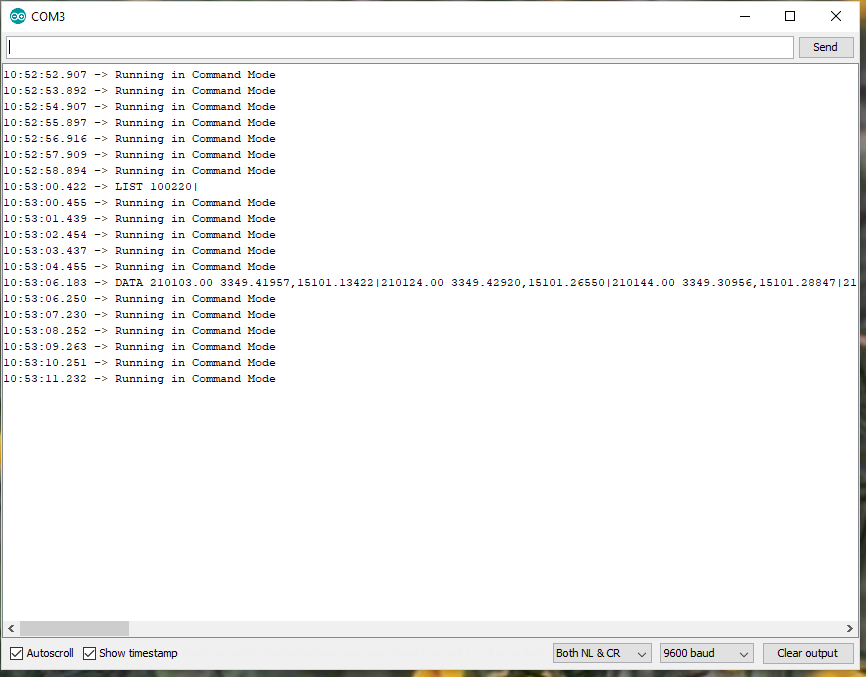 COM3
Send
10:52:52.907 -> Running in Command Mode
10:52:53.892 -> Running in Command Mode
10:52:54.907 -> Running in Command Mode
10:52:55.897 -> Running in Command Mode
10:52:56.916 -> Running in Command Mode
10:52:57.909 -> Running in Command Mode
10:52:58.894 -> Running in Command Mode
10:53:00.422 -> LIST 100220|
10:53:00.455 -> Running in Command Mode
10:53:01.439 -> Running in Command Mode
10:53:02.454 -> Running in Command Mode
10:53:03.437 -> Running in Command Mode
10:53:04.455 -> Running in Command Mode
10:53:06.183 -> DATA 210103.00 3349.41957,15101.13422|210124.00 3349.42920,15101.26550|210144.00 3349.30956,15101.28847|21
10:53:06.250 -> Running in Command Mode
10:53:07.230 -> Running in Command Mode
10:53:08.252 -> Running in Command Mode
10:53:09.263 -> Running in Command Mode
10:53:10.251 -> Running in Command Mode
10:53:11.232 -> Running in Command Mode
Autoscroll Show timestamp Both NL & CR 9600 baud Clear output